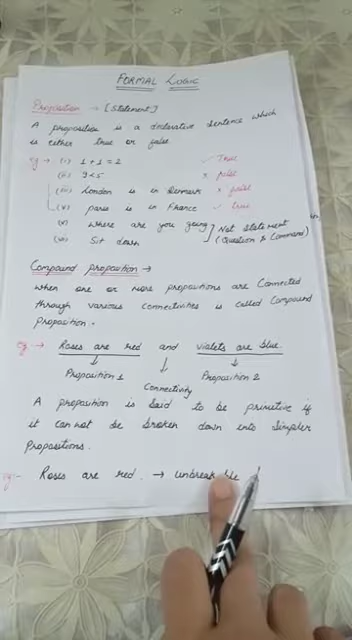 FORMAL LOGIC
Proposition → [Statement]
A proposition is a declarative sentence which
is either true or false
eg → (i) 1 + 1 = 2 ✓ True
(ii) 9 < 5 × false
(iii) London is in Denmark × false
(iv) paris is in France ✓ true
(v) where are you going ] Not Statement
(vi) Sit down (Question & Command)
Compound proposition →
when one or more propositions are Connected
through various connectivities is called Compound
proposition.
eg → Roses are red and violets are blue.
↓ ↓ ↓
Proposition 1 Connectivity Proposition 2
A proposition is Said to be primitive if
it can not be broken down into Simpler
Propositions.
eg:- Roses are red. → unbreakable